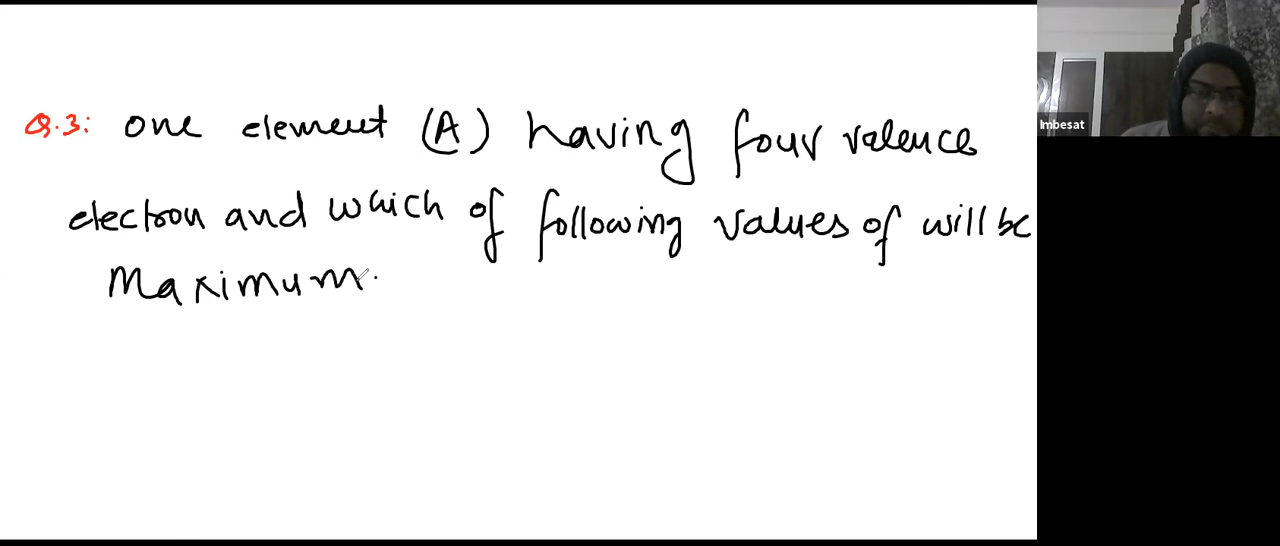 Q.3: one element (A) having four valence
electron and which of following values of will be
Maximum.
Imbesat